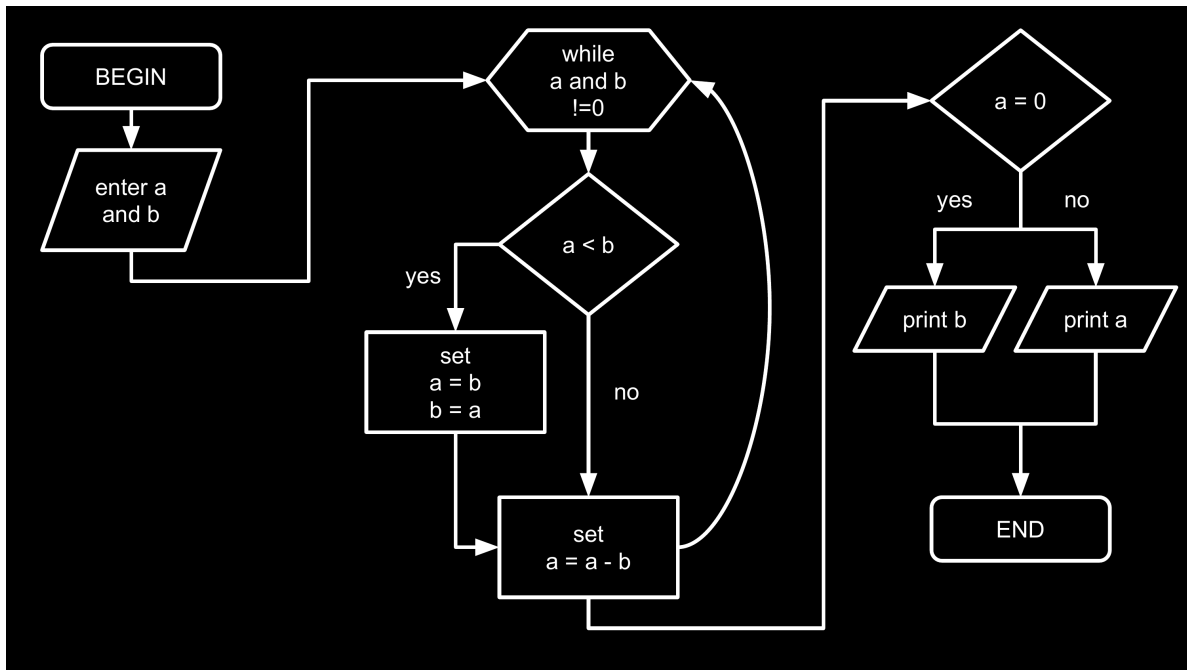 BEGIN
enter a
and b
while
a and b
!=0
a < b
yes
set
a = b
b = a
no
set
a = a - b
a = 0
yes
no
print b
print a
END